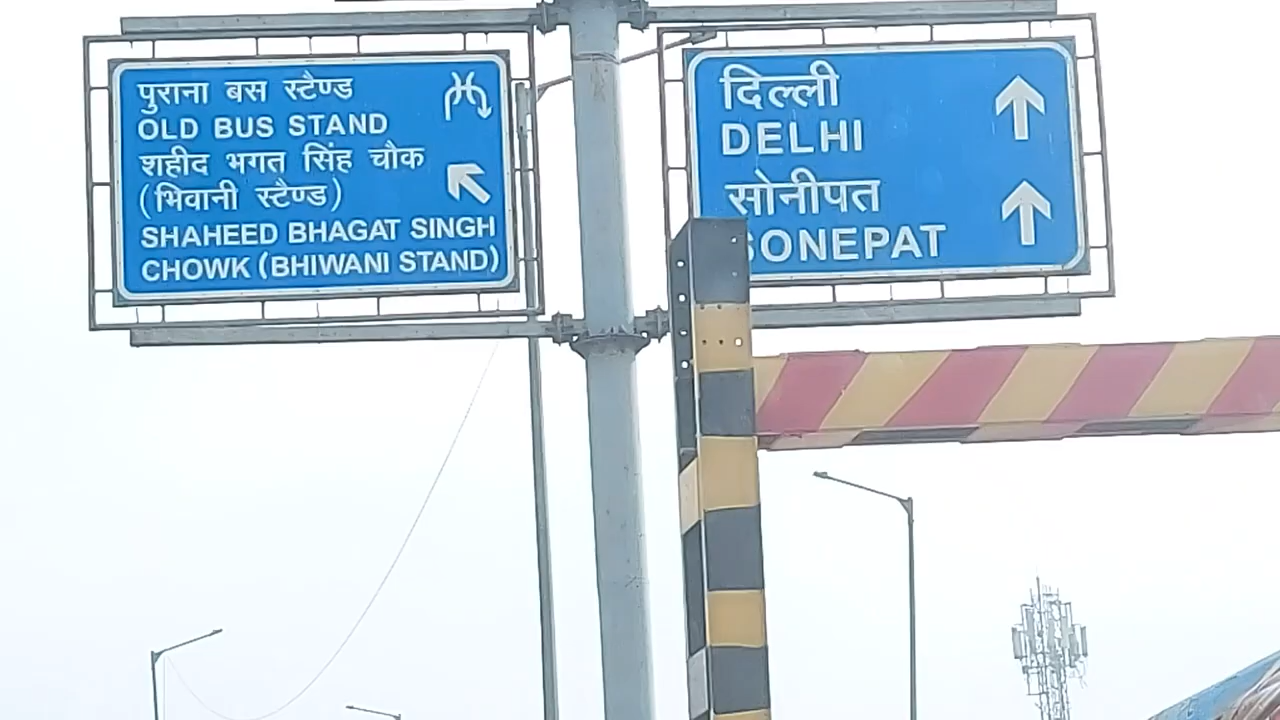 पुराना बस स्टैण्ड
OLD BUS STAND
शहीद भगत सिंह चौक
(भिवानी स्टैण्ड)
SHAHEED BHAGAT SINGH
CHOWK (BHIWANI STAND)
दिल्ली
DELHI
सोनीपत
SONEPAT